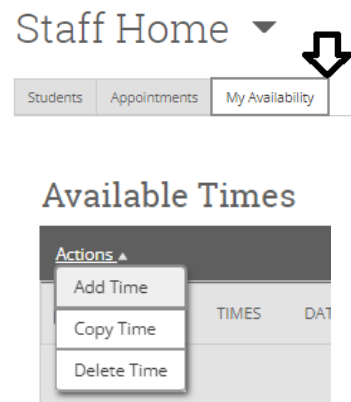 Staff Home
Students Appointments My Availability
Available Times
Actions
Add Time
TIMES
Copy Time
Delete Time